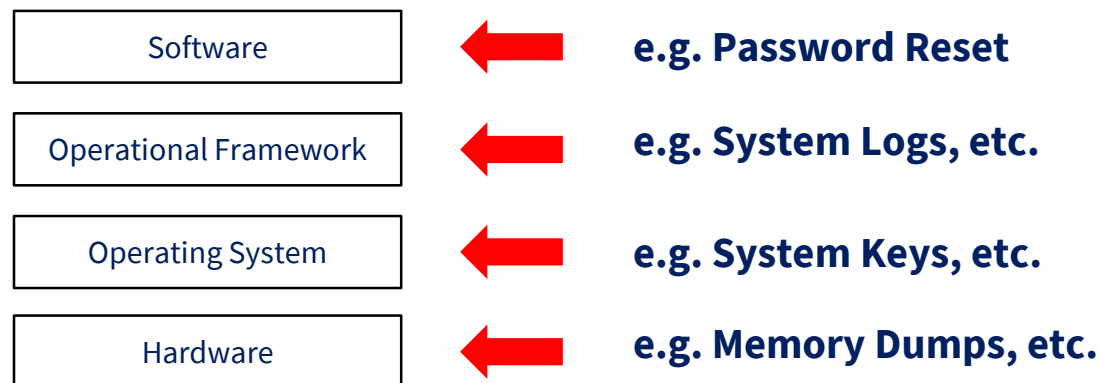 Software
e.g. Password Reset
Operational Framework
e.g. System Logs, etc.
Operating System
e.g. System Keys, etc.
Hardware
e.g. Memory Dumps, etc.